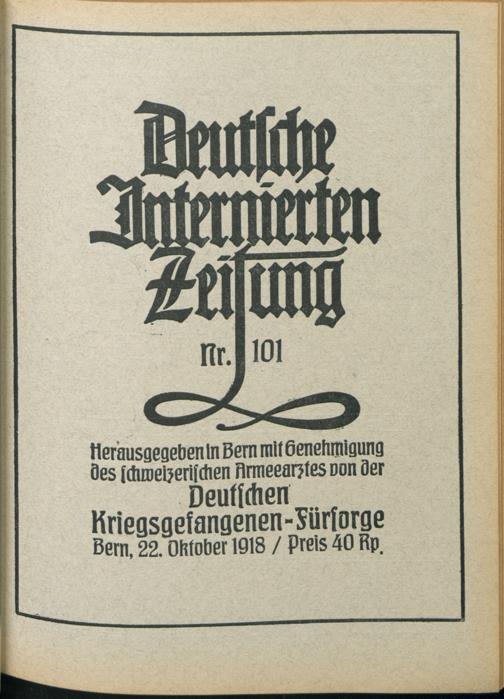 Deutſche
Internierten
Zeitung
Nr. 101
Herausgegeben in Bern mit Genehmigung
des ſchweizeriſchen Armeearztes von der
Deutſchen
Kriegsgefangenen-Fürſorge
Bern, 22. Oktober 1918 / Preis 40 Rp.